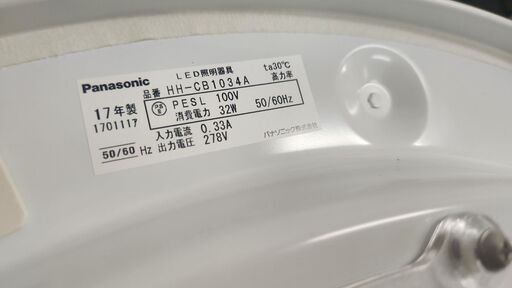 LED照明器具 ta30℃
Panasonic 品番 HH-CB1034A 高力率
17年製 PSE PESL 100V
1701117 消費電力 32W 50/60Hz
入力電流 0.33A
50/60 Hz 出力電圧 278V
パナソニック株式会社